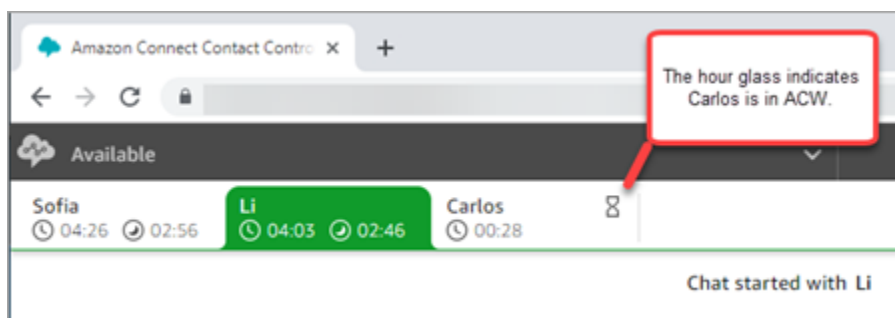 Amazon Connect Contact Contro
The hour glass indicates
Carlos is in ACW.
Available
Sofia
04:26 02:56
Li
04:03 02:46
Carlos
00:28
Chat started with Li